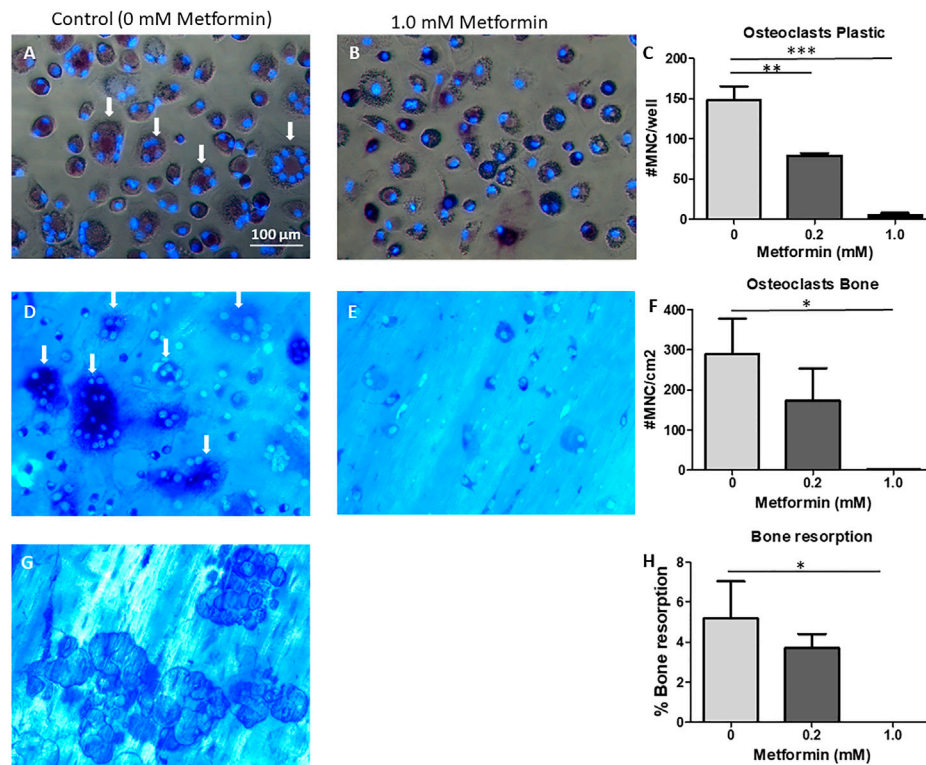 Control (0 mM Metformin)
1.0 mM Metformin
A
100 µm
B
C
Osteoclasts Plastic
***
**
#MNC/well
200
150
100
50
0
0 0.2 1.0
Metformin (mM)
D
E
F
Osteoclasts Bone
*
#MNC/cm2
400
300
200
100
0
0 0.2 1.0
Metformin (mM)
G
H
Bone resorption
*
% Bone resorption
8
6
4
2
0
0 0.2 1.0
Metformin (mM)